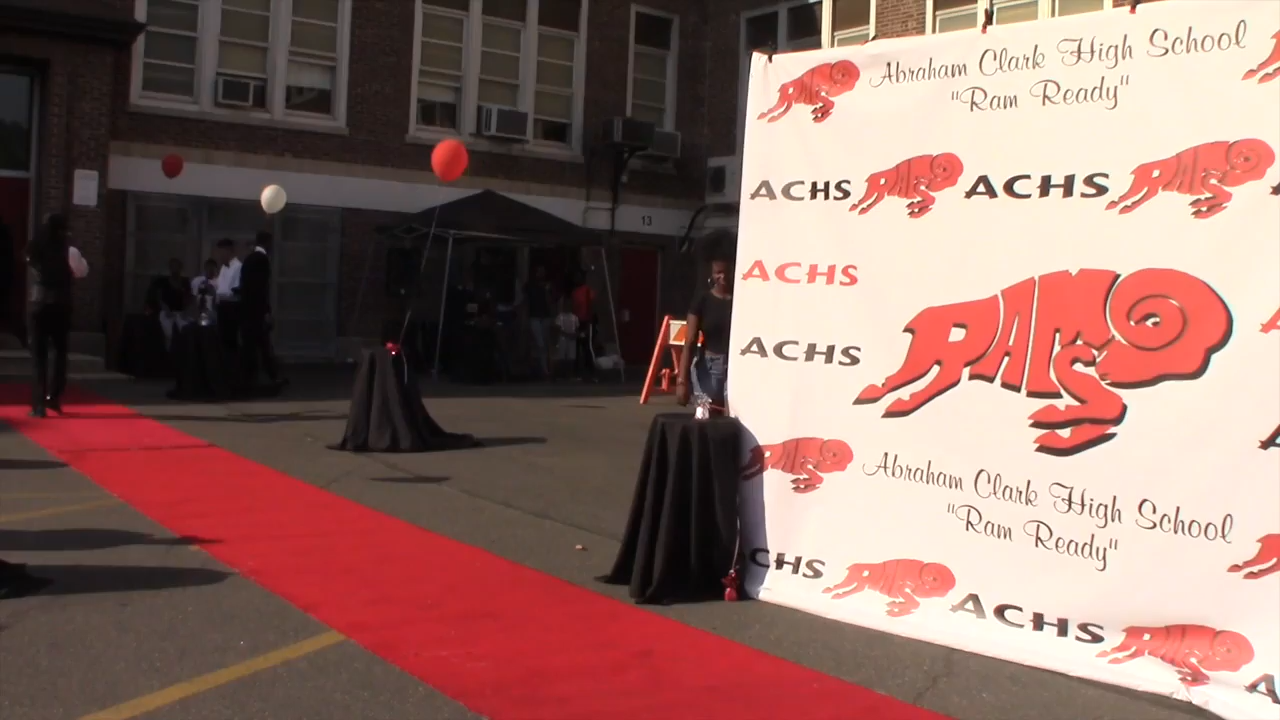 Abraham Clark High School
"Ram Ready"
ACHS RAMS ACHS RAMS
ACHS
RAMS
ACHS
RAMS
Abraham Clark High School
"Ram Ready"
CHS RAMS ACHS RAMS
13